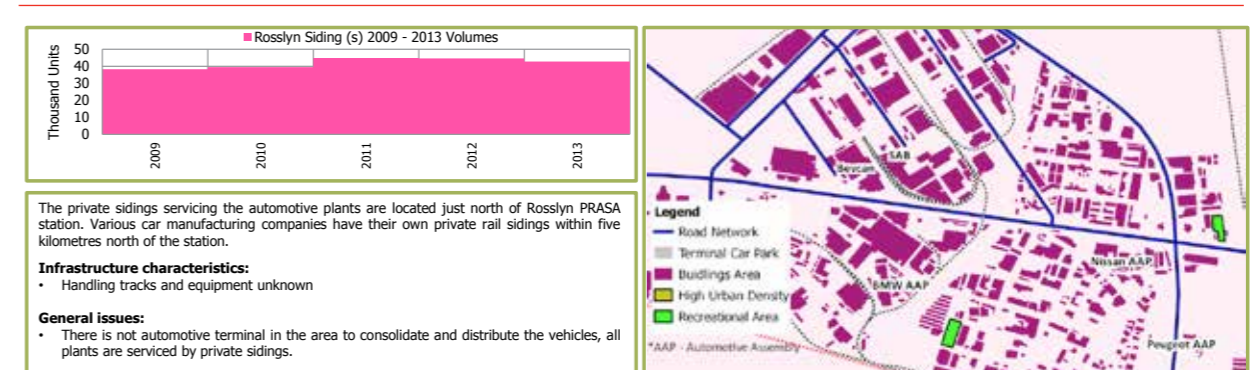 Rosslyn Siding (s) 2009 - 2013 Volumes
Thousand Units
50
40
30
20
10
0
2009
2010
2011
2012
2013
The private sidings servicing the automotive plants are located just north of Rosslyn PRASA
station. Various car manufacturing companies have their own private rail sidings within five
kilometres north of the station.
Infrastructure characteristics:
• Handling tracks and equipment unknown
General issues:
• There is not automotive terminal in the area to consolidate and distribute the vehicles, all
plants are serviced by private sidings.
SAB
Bevcan
Legend
Road Network
Terminal Car Park
Buidlings Area
High Urban Density
Recreational Area
*AAP - Automotive Assembly
BMW AAP
Nissan AAP
Peugeot AAP